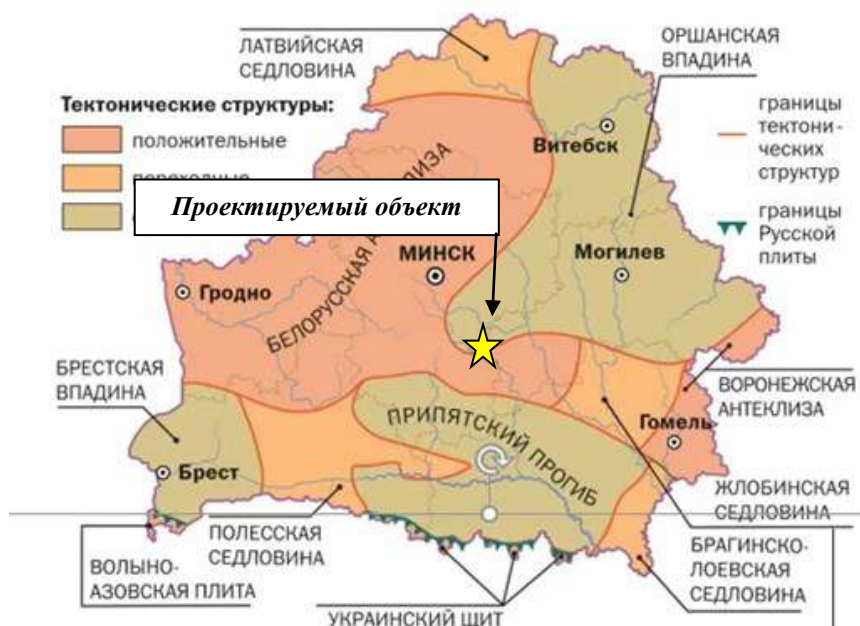 ЛАТВИЙСКАЯ
СЕДЛОВИНА
ОРШАНСКАЯ
ВПАДИНА
Тектонические структуры:
положительные
границы
тектони-
ческих
структур
границы
Русской
плиты
Проектируемый объект
Витебск
МИНСК
Могилев
Гродно
БЕЛОРУССКАЯ
БРЕСТСКАЯ
ВПАДИНА
ВОРОНЕЖСКАЯ
АНТЕКЛИЗА
ПРИПЯТСКИЙ ПРОГИБ
Гомель
Брест
ЖЛОБИНСКАЯ
СЕДЛОВИНА
ПОЛЕССКАЯ
СЕДЛОВИНА
БРАГИНСКО-
ЛОЕВСКАЯ
СЕДЛОВИНА
ВОЛЫНО-
АЗОВСКАЯ ПЛИТА
УКРАИНСКИЙ ЩИТ